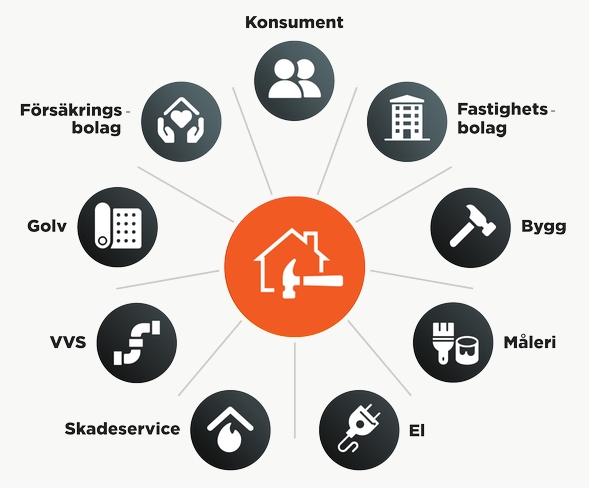 Konsument
Försäkrings-
bolag
Fastighets-
bolag
Golv
Bygg
VVS
Måleri
Skadeservice
El